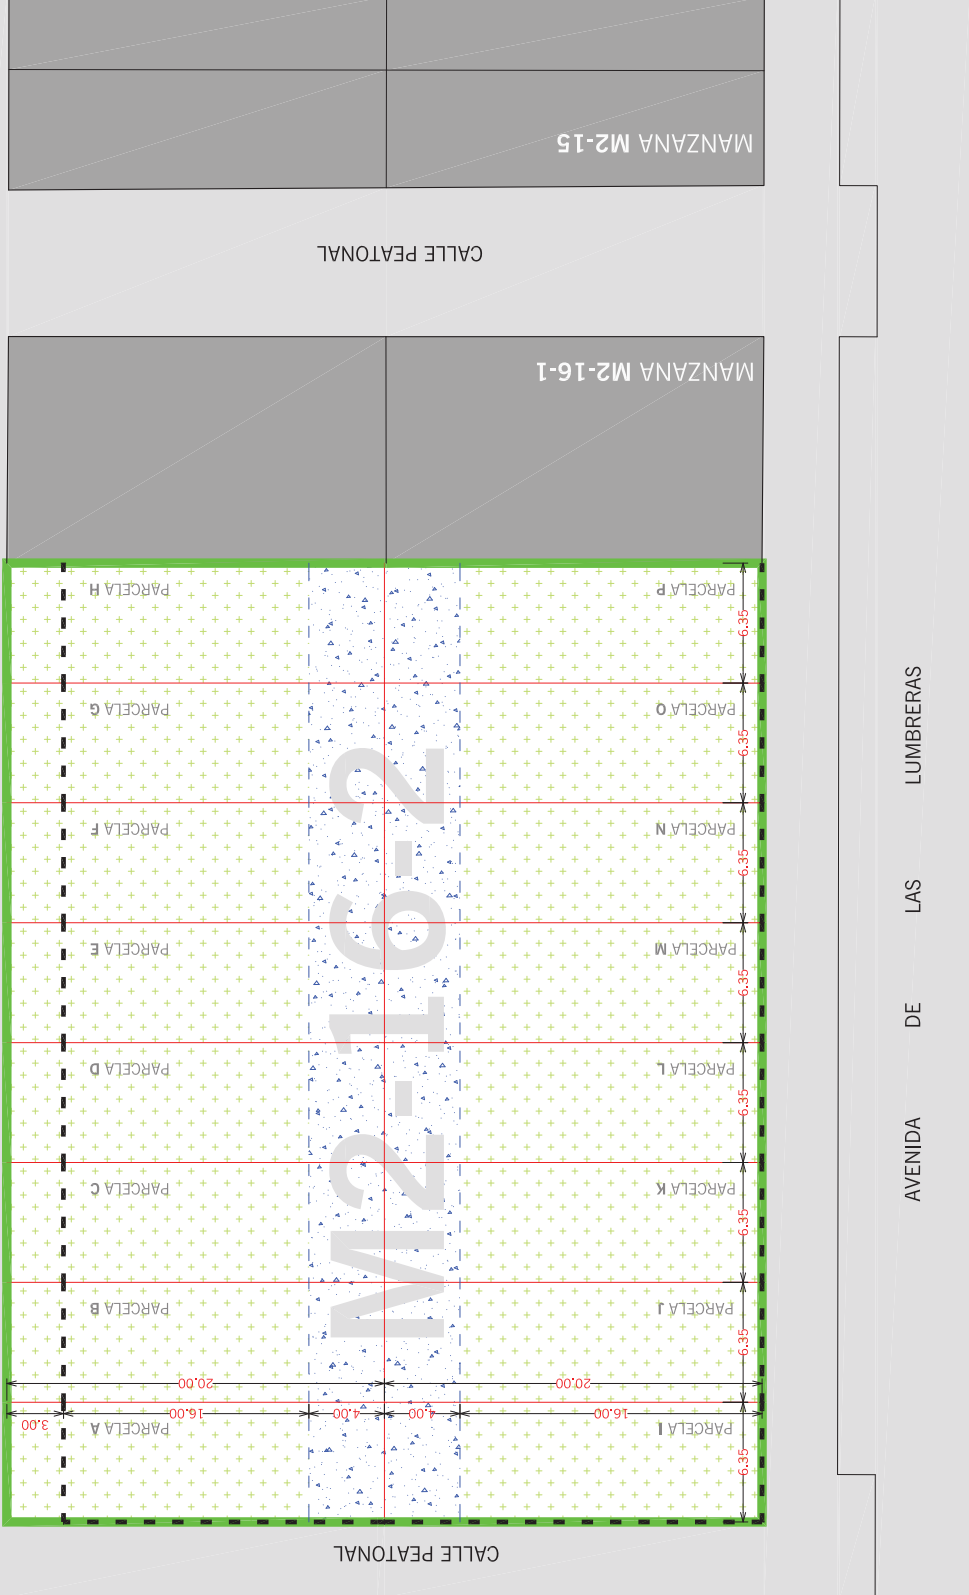 MANZANA M2-15
CALLE PEATONAL
MANZANA M2-16-1
PARCELA H
PARCELA P
6.35
PARCELA G
PARCELA O
6.35
PARCELA F
PARCELA N
6.35
PARCELA E
PARCELA M
6.35
PARCELA D
PARCELA L
6.35
PARCELA C
PARCELA K
6.35
PARCELA B
PARCELA J
6.35
20.00
20.00
3.00
16.00
4.00
4.00
16.00
PARCELA A
PARCELA I
6.35
M2-16-2
CALLE PEATONAL
AVENIDA DE LAS LUMBRERAS